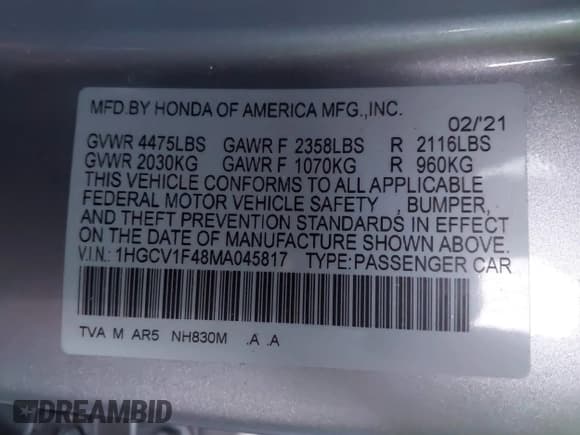 MFD.BY HONDA OF AMERICA MFG.,INC.
02/'21
GVWR 4475LBS GAWR F 2358LBS R 2116LBS
GVWR 2030KG GAWR F 1070KG R 960KG
THIS VEHICLE CONFORMS TO ALL APPLICABLE
FEDERAL MOTOR VEHICLE SAFETY , BUMPER,
AND THEFT PREVENTION STANDARDS IN EFFECT
ON THE DATE OF MANUFACTURE SHOWN ABOVE.
V.I.N.: 1HGCV1F48MA045817 TYPE:PASSENGER CAR
TVA M AR5 NH830M .A .A
DREAMBID